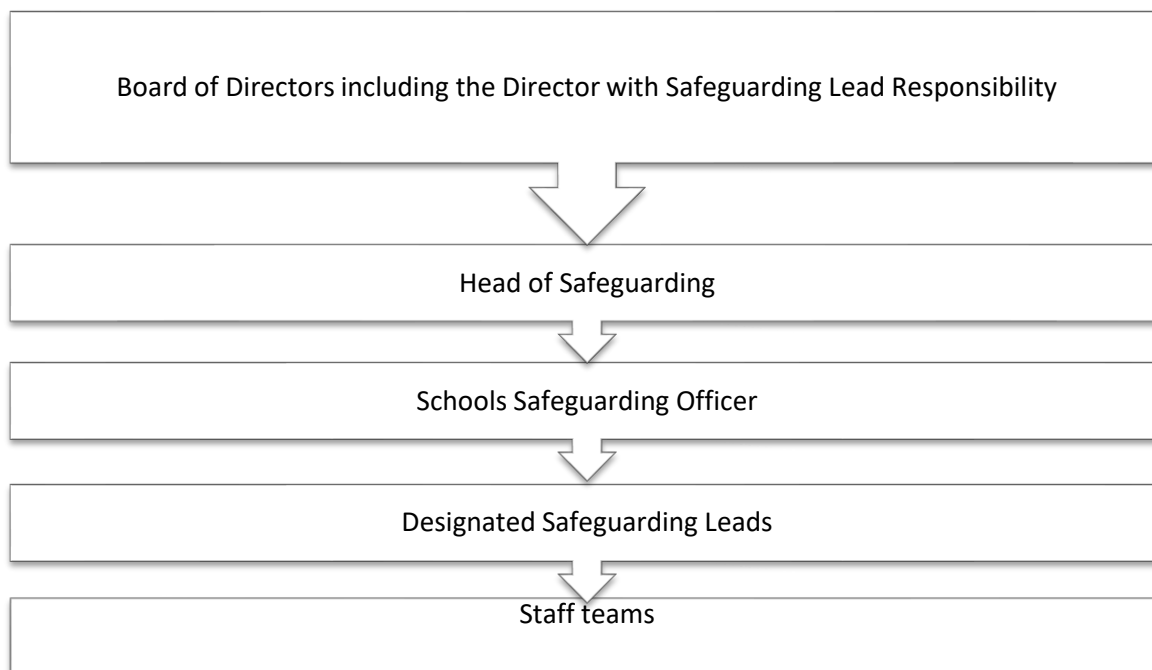 Board of Directors including the Director with Safeguarding Lead Responsibility
Head of Safeguarding
Schools Safeguarding Officer
Designated Safeguarding Leads
Staff teams